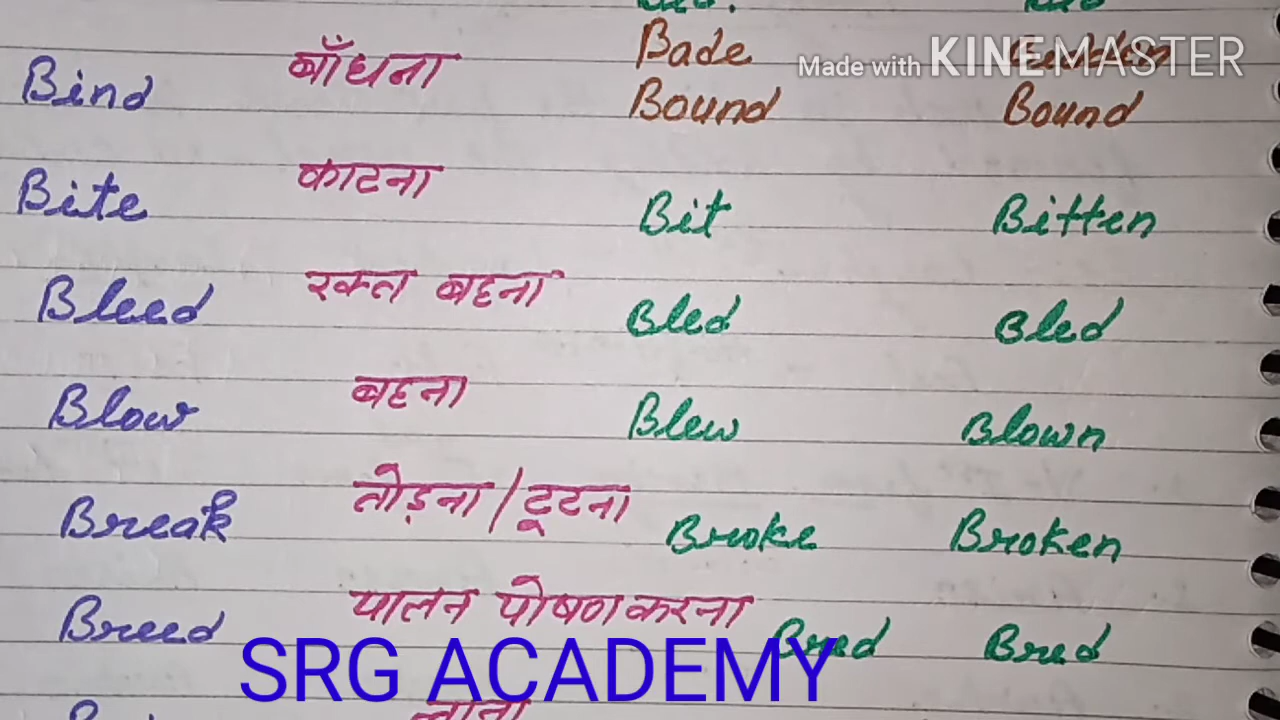 Bade
Made with KINEMASTER
Bind बाँधना Bound Bound
Bite काटना Bit Bitten
Bleed रक्त बहना Bled Bled
Blow बहना Blew Blown
Break तोड़ना/टूटना Broke Broken
Breed पालन पोषण करना Bred Bred
SRG ACADEMY